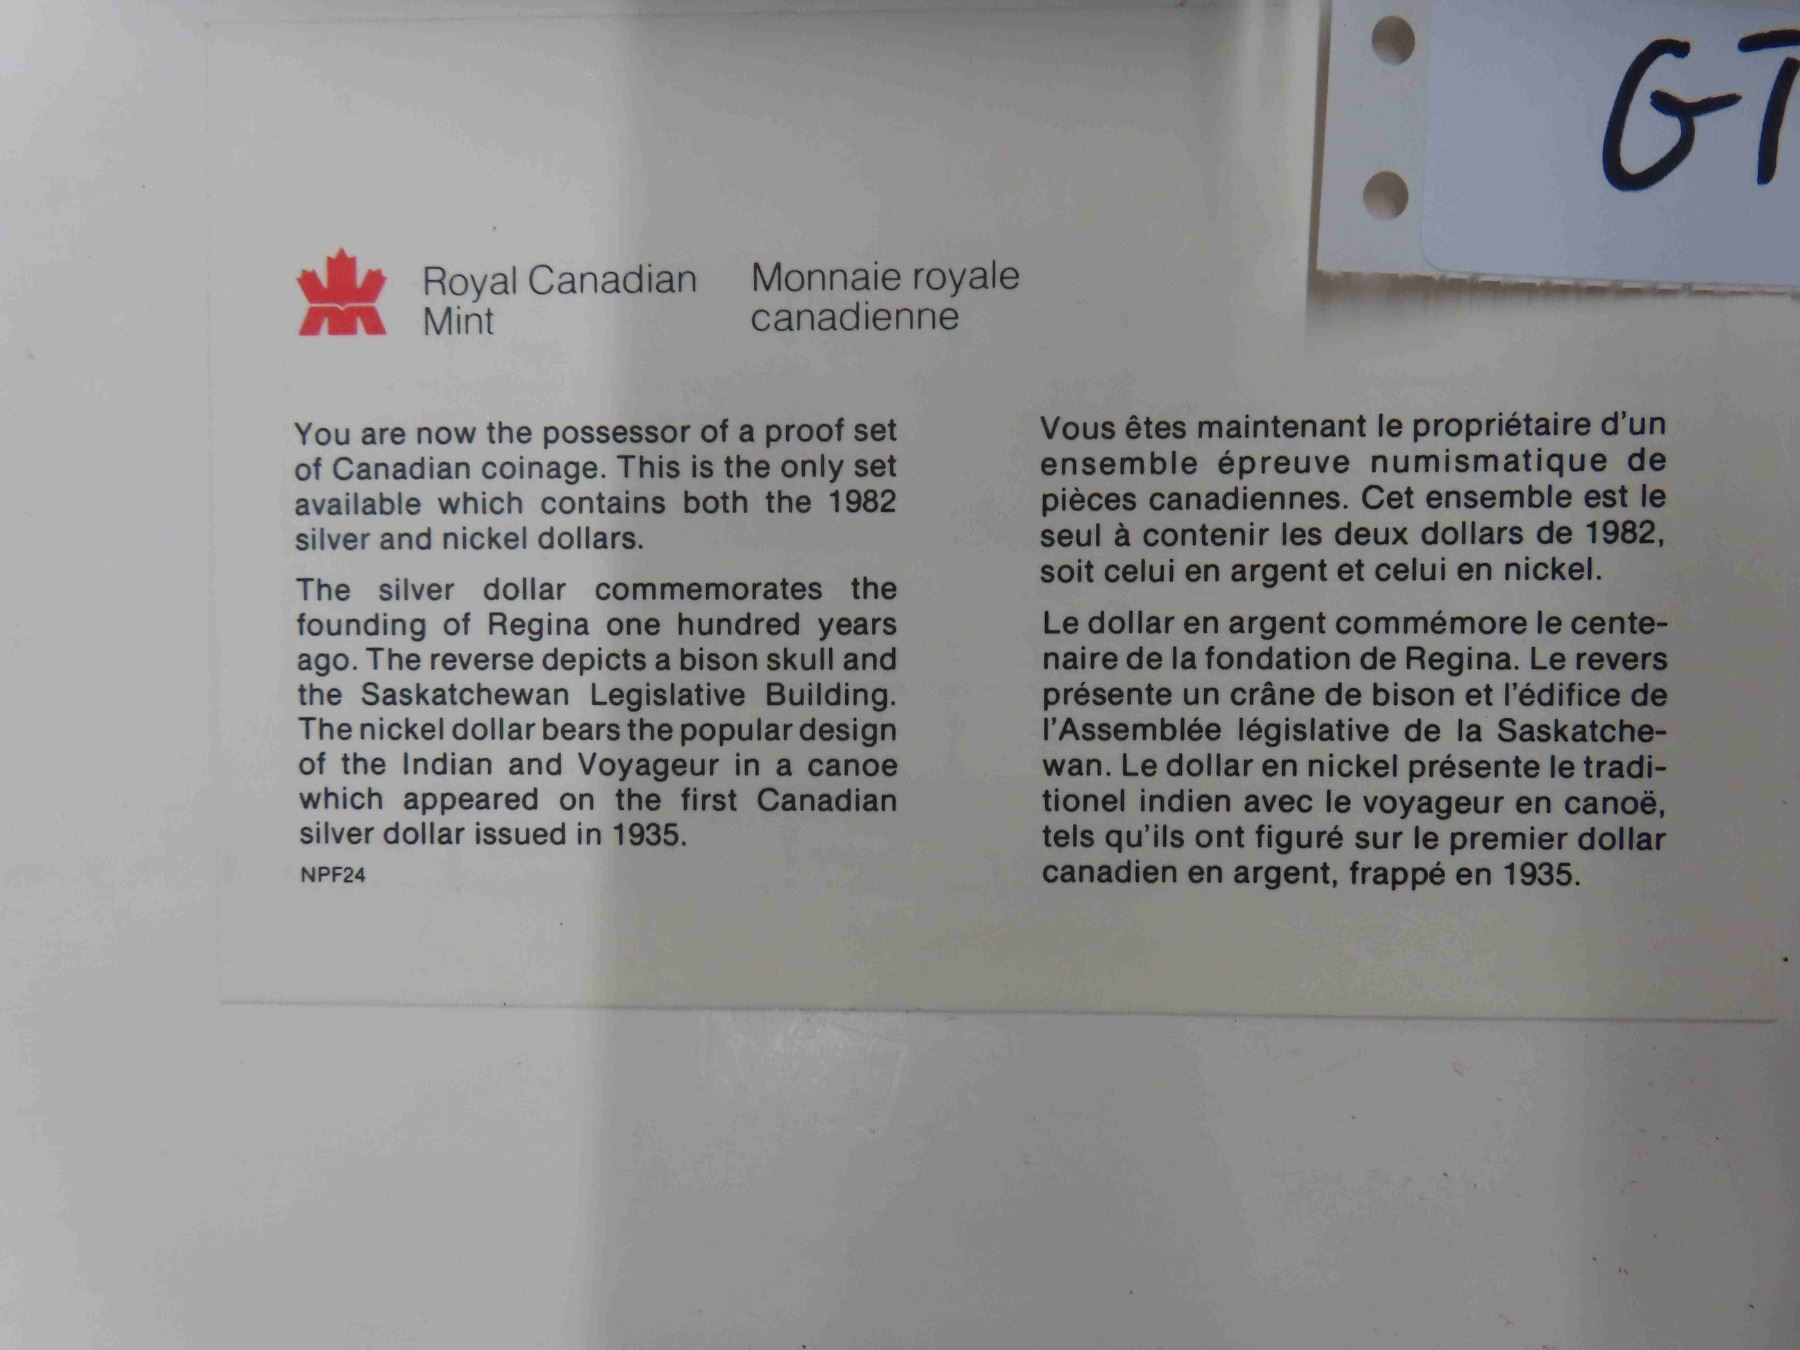 GT
Royal Canadian
Mint
Monnaie royale
canadienne
You are now the possessor of a proof set
of Canadian coinage. This is the only set
available which contains both the 1982
silver and nickel dollars.
The silver dollar commemorates the
founding of Regina one hundred years
ago. The reverse depicts a bison skull and
the Saskatchewan Legislative Building.
The nickel dollar bears the popular design
of the Indian and Voyageur in a canoe
which appeared on the first Canadian
silver dollar issued in 1935.
NPF24
Vous êtes maintenant le propriétaire d'un
ensemble épreuve numismatique de
pièces canadiennes. Cet ensemble est le
seul à contenir les deux dollars de 1982,
soit celui en argent et celui en nickel.
Le dollar en argent commémore le cente-
naire de la fondation de Regina. Le revers
présente un crâne de bison et l'édifice de
l'Assemblée législative de la Saskatche-
wan. Le dollar en nickel présente le tradi-
tionel indien avec le voyageur en canoë,
tels qu'ils ont figuré sur le premier dollar
canadien en argent, frappé en 1935.